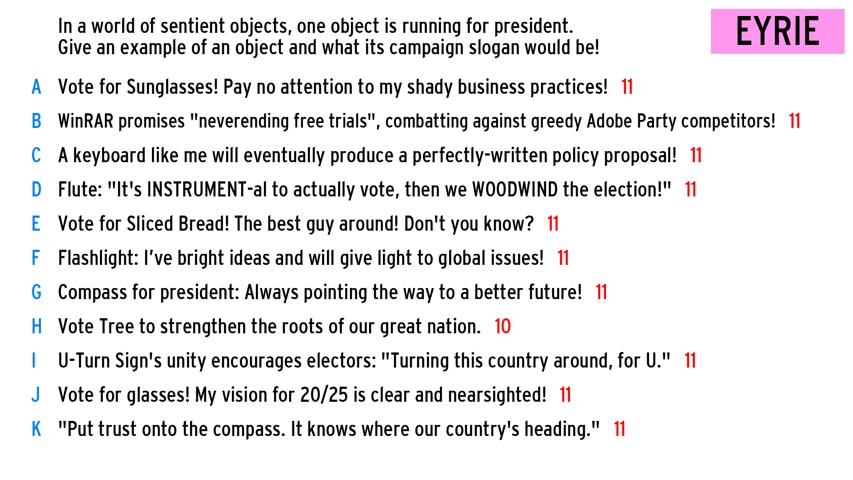 In a world of sentient objects, one object is running for president.
Give an example of an object and what its campaign slogan would be!
EYRIE
A Vote for Sunglasses! Pay no attention to my shady business practices! 11
B WinRAR promises "neverending free trials", combatting against greedy Adobe Party competitors! 11
C A keyboard like me will eventually produce a perfectly-written policy proposal! 11
D Flute: "It's INSTRUMENT-al to actually vote, then we WOODWIND the election!" 11
E Vote for Sliced Bread! The best guy around! Don't you know? 11
F Flashlight: I've bright ideas and will give light to global issues! 11
G Compass for president: Always pointing the way to a better future! 11
H Vote Tree to strengthen the roots of our great nation. 10
I U-Turn Sign's unity encourages electors: "Turning this country around, for U." 11
J Vote for glasses! My vision for 20/25 is clear and nearsighted! 11
K "Put trust onto the compass. It knows where our country's heading." 11